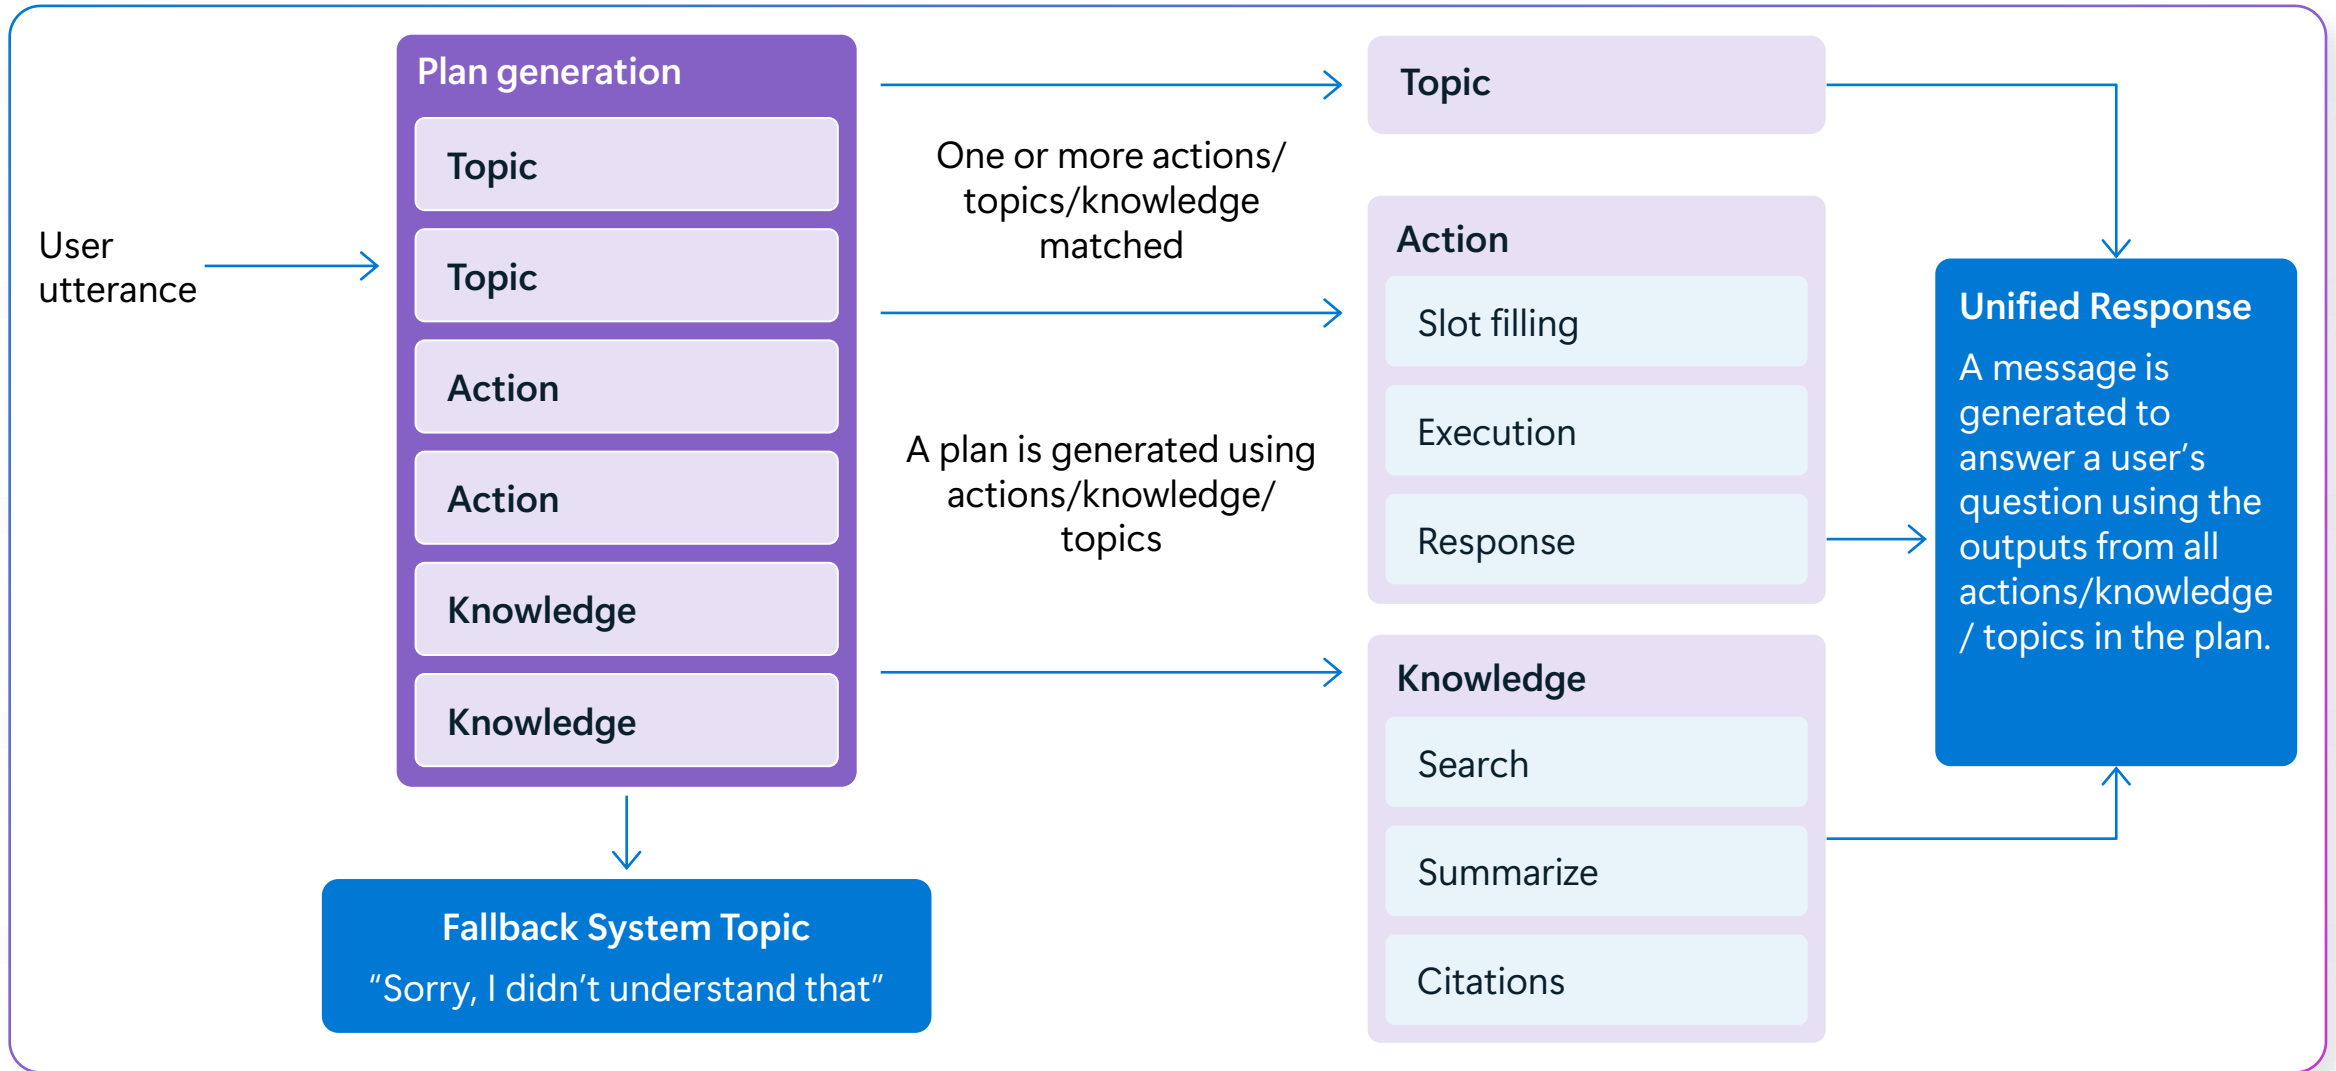 User
utterance
Plan generation
Topic
Topic
Action
Action
Knowledge
Knowledge
Fallback System Topic
“Sorry, I didn’t understand that”
One or more actions/
topics/knowledge
matched
A plan is generated using
actions/knowledge/
topics
Topic
Action
Slot filling
Execution
Response
Knowledge
Search
Summarize
Citations
Unified Response
A message is
generated to
answer a user’s
question using the
outputs from all
actions/knowledge
/ topics in the plan.